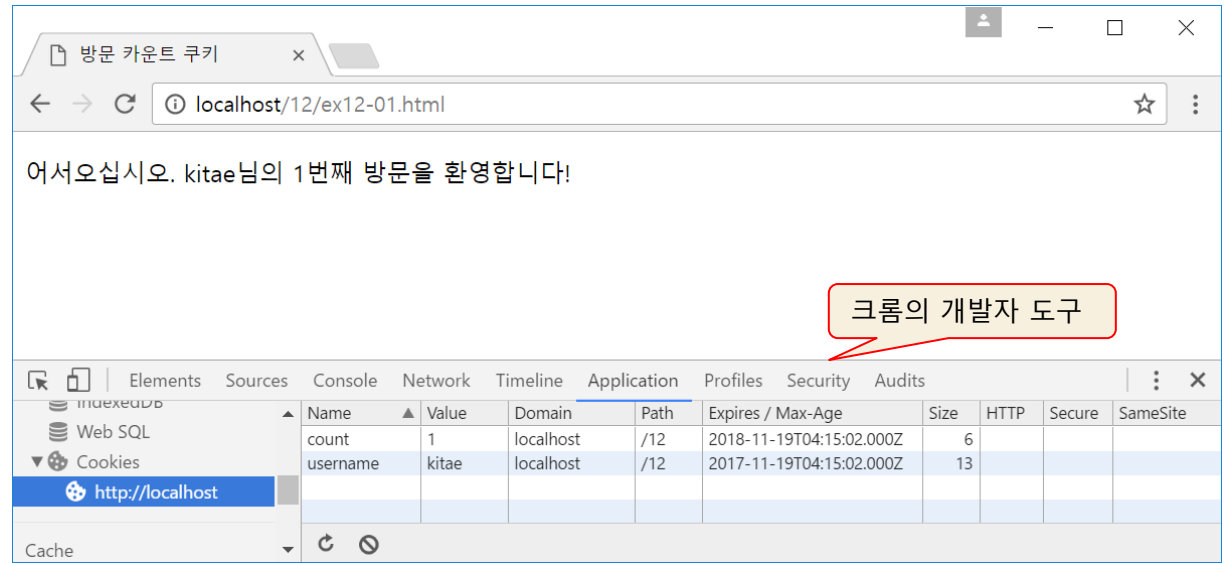 방문 카운트 쿠키
localhost/12/ex12-01.html
어서오십시오. kitae님의 1번째 방문을 환영합니다!
크롬의 개발자 도구
Elements Sources Console Network Timeline Application Profiles Security Audits
IndexedDB
Web SQL
Cookies
http://localhost
Cache
Name Value Domain Path Expires / Max-Age Size HTTP Secure SameSite
count 1 localhost /12 2018-11-19T04:15:02.000Z 6
username kitae localhost /12 2017-11-19T04:15:02.000Z 13